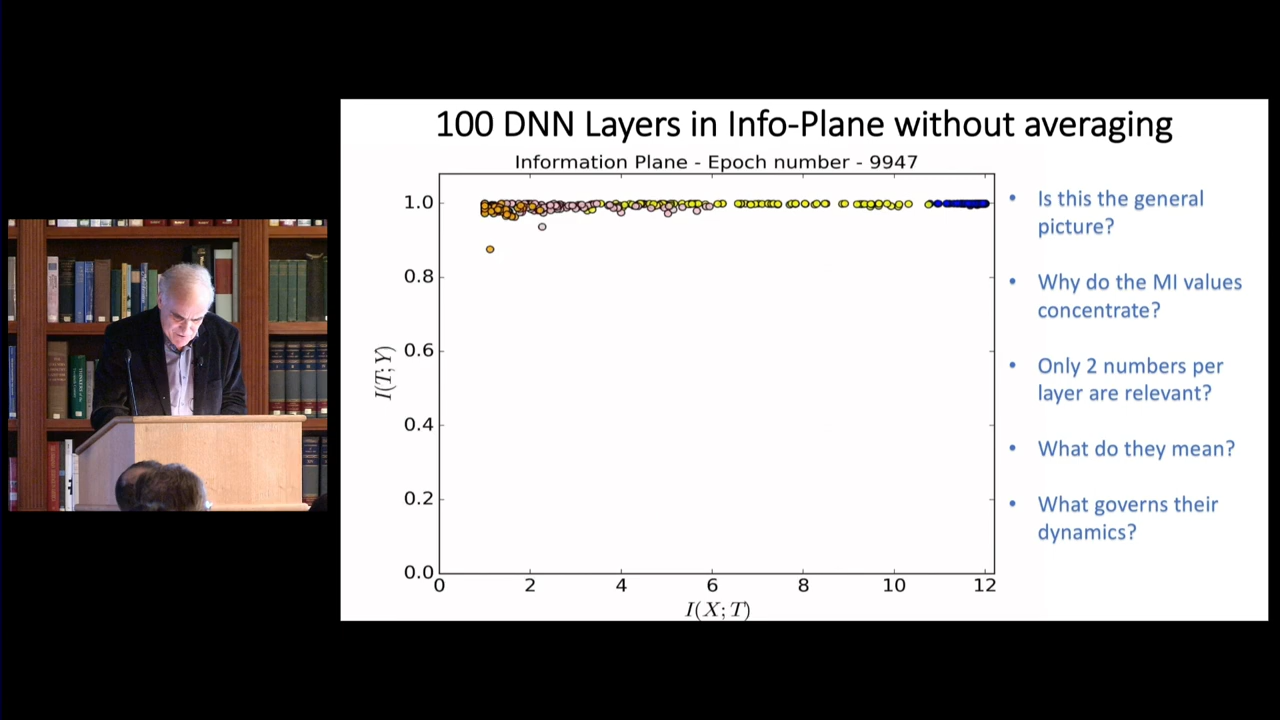 100 DNN Layers in Info-Plane without averaging
Information Plane - Epoch number - 9947
1.0
0.8
0.6
0.4
0.2
0.0
I(T;Y)
0 2 4 6 8 10 12
I(X;T)
• Is this the general
picture?
• Why do the MI values
concentrate?
• Only 2 numbers per
layer are relevant?
• What do they mean?
• What governs their
dynamics?